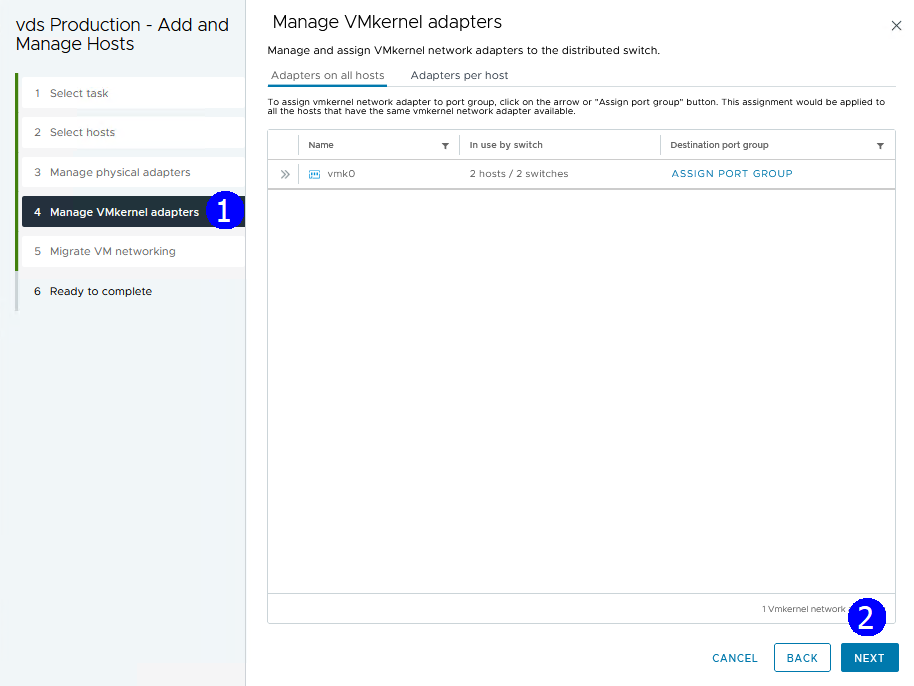 vds Production - Add and
Manage Hosts
1 Select task
2 Select hosts
3 Manage physical adapters
4 Manage VMkernel adapters
1
5 Migrate VM networking
6 Ready to complete
Manage VMkernel adapters
Manage and assign VMkernel network adapters to the distributed switch.
Adapters on all hosts Adapters per host
To assign vmkernel network adapter to port group, click on the arrow or "Assign port group" button. This assignment would be applied to
all the hosts that have the same vmkernel network adapter available.
Name In use by switch Destination port group
vmk0 2 hosts / 2 switches ASSIGN PORT GROUP
1 Vmkernel network
2
CANCEL BACK NEXT